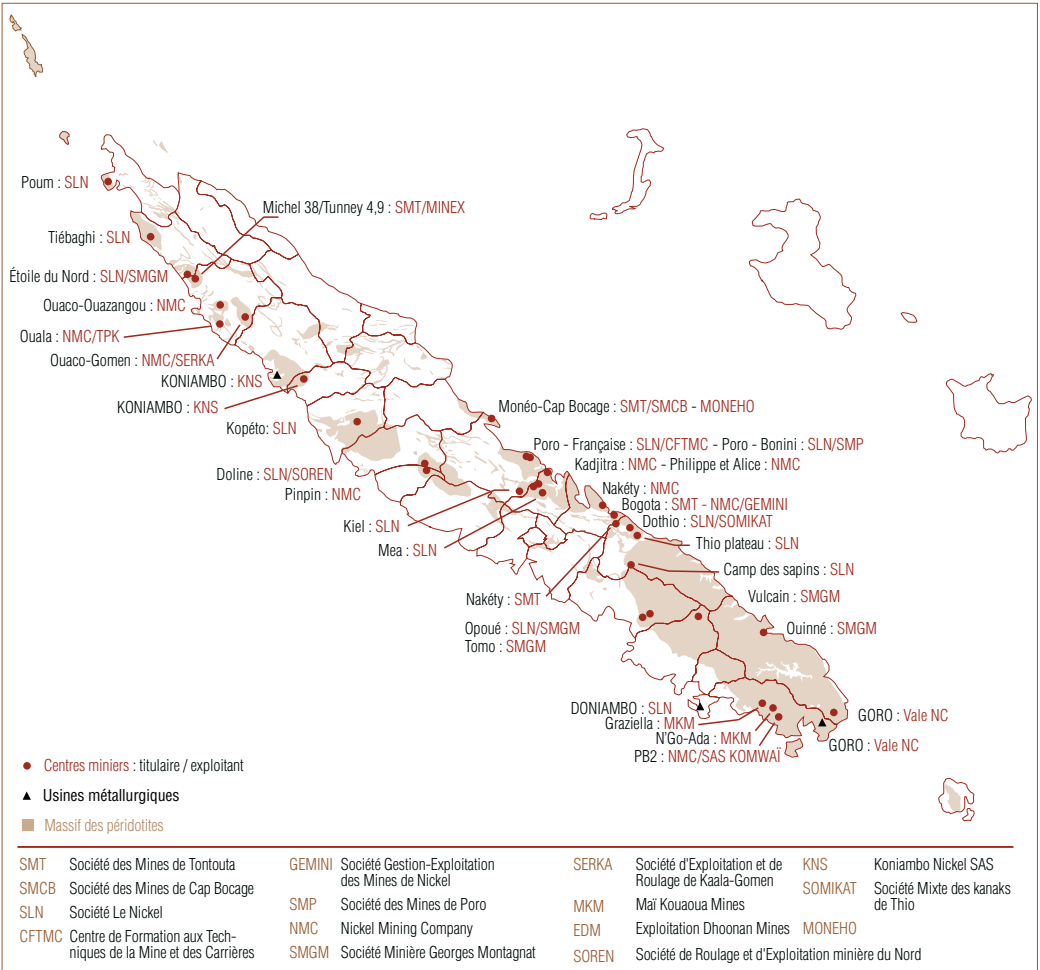 Poum : SLN
Michel 38/Tunney 4,9 : SMT/MINEX
Tiébaghi : SLN
Étoile du Nord : SLN/SMGM
Ouaco-Ouazangou : NMC
Ouala : NMC/TPK
Ouaco-Gomen : NMC/SERKA
KONIAMBO : KNS
KONIAMBO : KNS
Kopéto: SLN
Monéo-Cap Bocage : SMT/SMCB - MONEHO
Poro - Française : SLN/CFTMC - Poro - Bonini : SLN/SMP
Kadjitra : NMC - Philippe et Alice : NMC
Doline : SLN/SOREN
Pinpin : NMC
Nakéty : NMC
Bogota : SMT - NMC/GEMINI
Dothio : SLN/SOMIKAT
Kiel : SLN
Mea : SLN
Thio plateau : SLN
Camp des sapins : SLN
Nakéty : SMT
Vulcain : SMGM
Opoué : SLN/SMGM
Tomo : SMGM
Ouinné : SMGM
DONIAMBO : SLN
Graziella : MKM
N'Go-Ada : MKM
PB2 : NMC/SAS KOMWAÏ
GORO : Vale NC
GORO : Vale NC
Centres miniers : titulaire / exploitant
Usines métallurgiques
Massif des péridotites
SMT Société des Mines de Tontouta
SMCB Société des Mines de Cap Bocage
SLN Société Le Nickel
CFTMC Centre de Formation aux Tech-
niques de la Mine et des Carrières
GEMINI Société Gestion-Exploitation
des Mines de Nickel
SMP Société des Mines de Poro
NMC Nickel Mining Company
SMGM Société Minière Georges Montagnat
SERKA Société d'Exploitation et de
Roulage de Kaala-Gomen
MKM Maï Kouaoua Mines
EDM Exploitation Dhoonan Mines
SOREN Société de Roulage et d'Exploitation minière du Nord
KNS Koniambo Nickel SAS
SOMIKAT Société Mixte des kanaks
de Thio
MONEHO